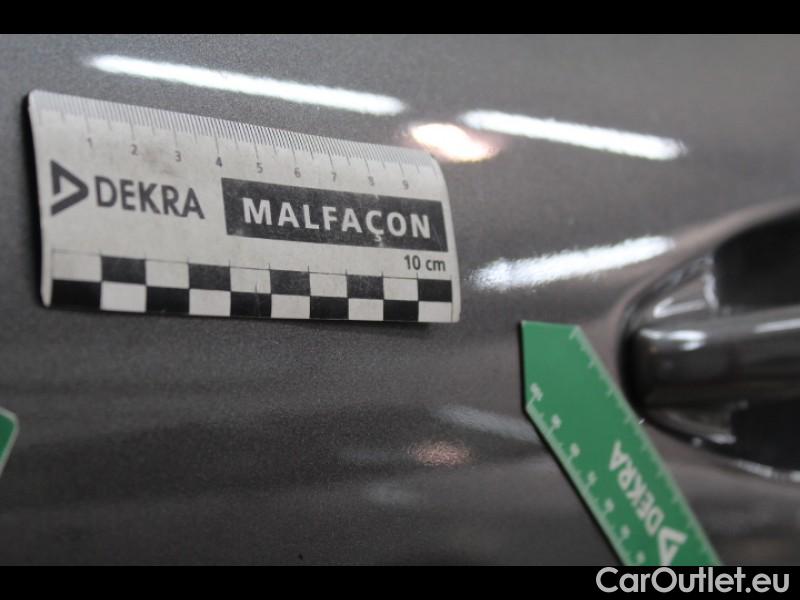 1 2 3 4 5 6 7 8 9
DEKRA MALFAÇON
10 cm
DEKRA
CarOutlet.eu